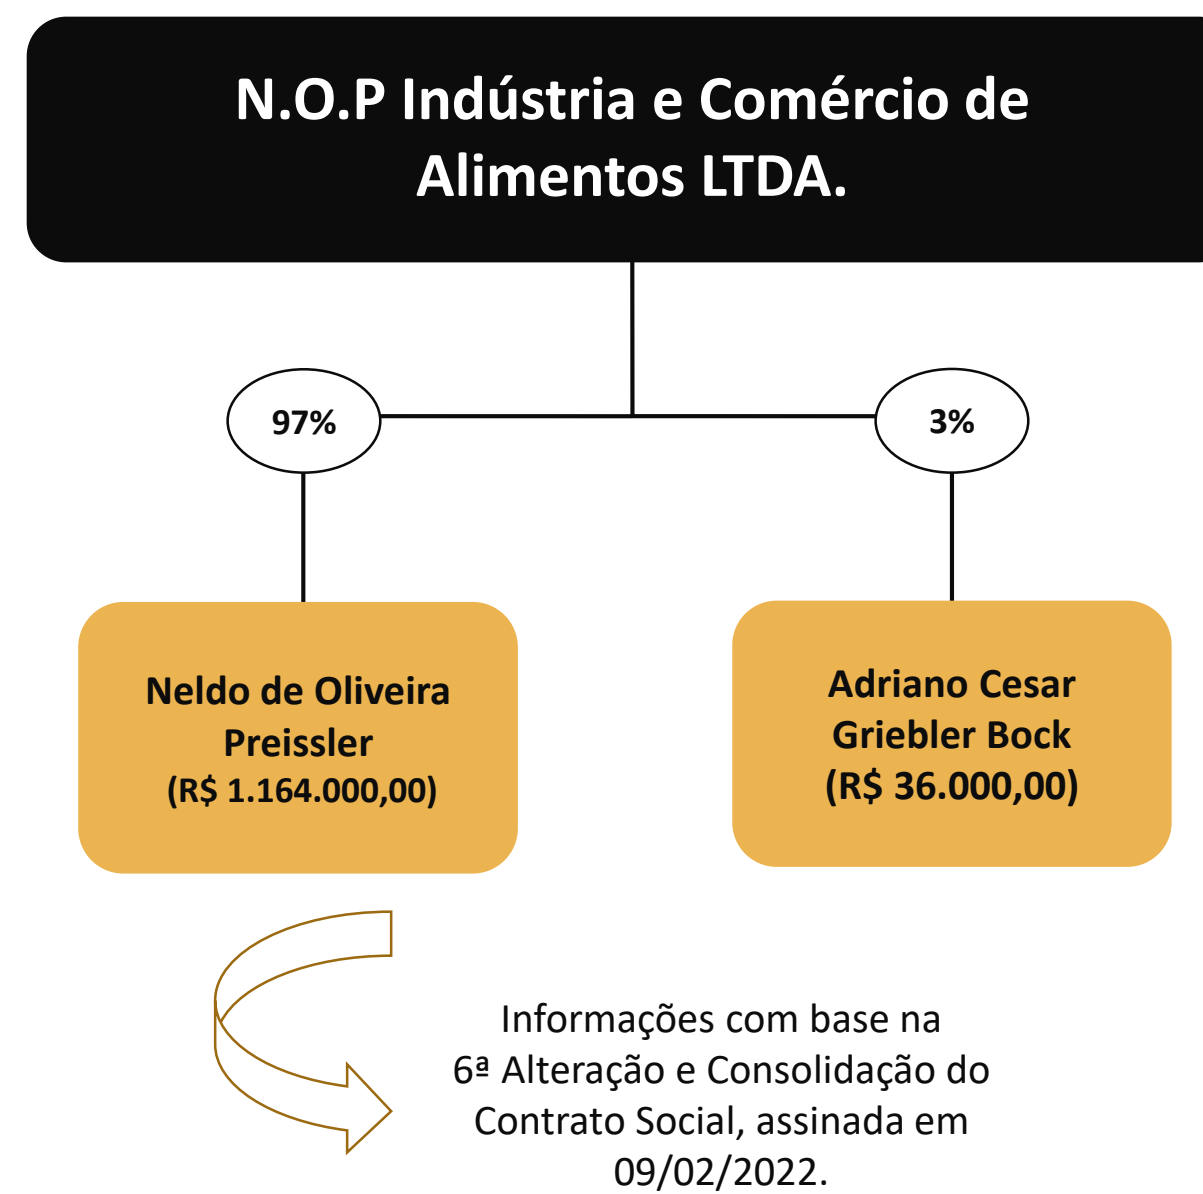 N.O.P Indústria e Comércio de
Alimentos LTDA.
97%
3%
Neldo de Oliveira
Preissler
(R$ 1.164.000,00)
Adriano Cesar
Griebler Bock
(R$ 36.000,00)
Informações com base na
6ª Alteração e Consolidação do
Contrato Social, assinada em
09/02/2022.